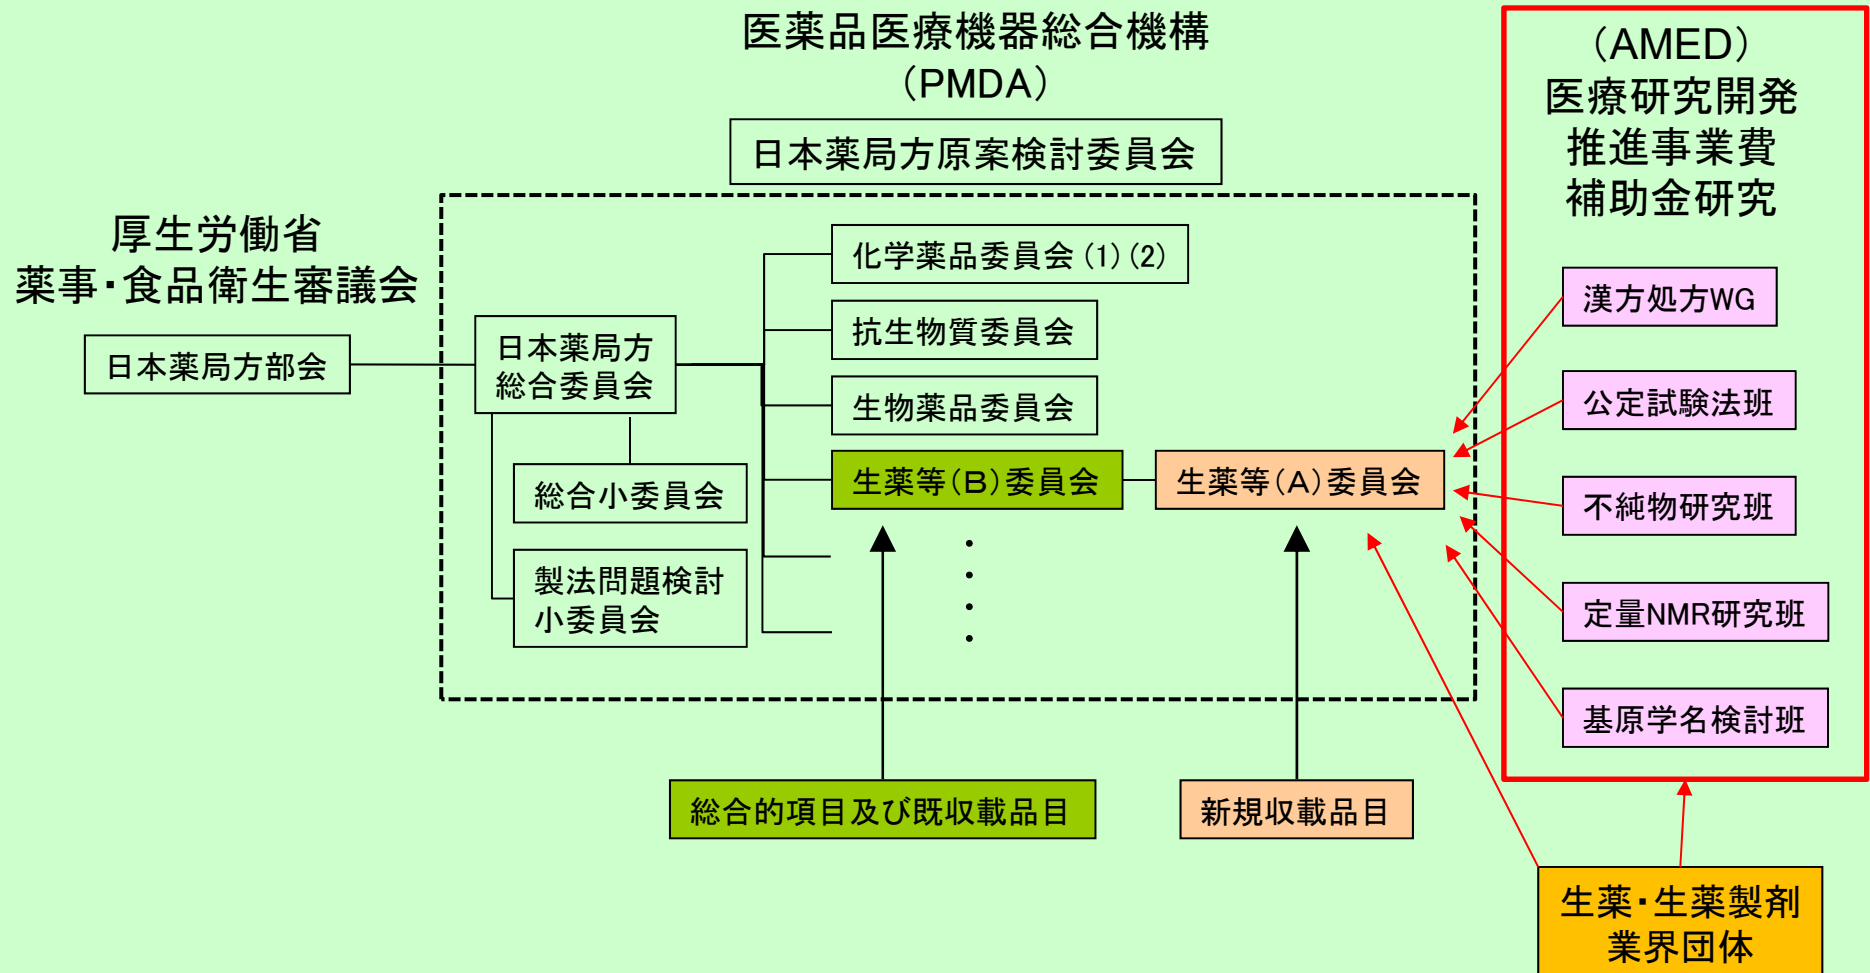 医薬品医療機器総合機構
（PMDA）
日本薬局方原案検討委員会
厚生労働省
薬事・食品衛生審議会
日本薬局方部会
日本薬局方
総合委員会
総合小委員会
製法問題検討
小委員会
化学薬品委員会（1）（2）
抗生物質委員会
生物薬品委員会
生薬等（B）委員会
生薬等（A）委員会
・
・
・
・
総合的項目及び既収載品目
新規収載品目
（AMED）
医療研究開発
推進事業費
補助金研究
漢方処方WG
公定試験法班
不純物研究班
定量NMR研究班
基原学名検討班
生薬・生薬製剤
業界団体